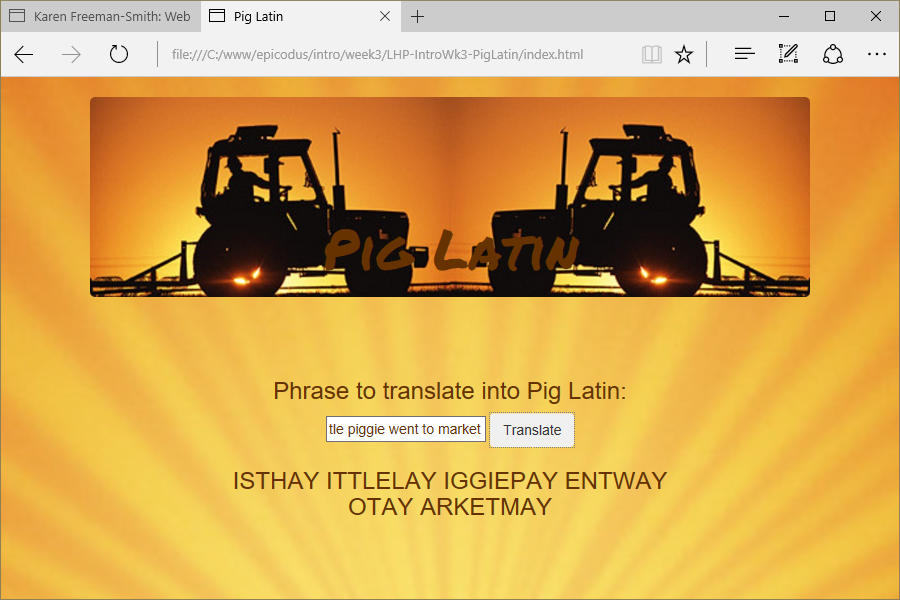 Karen Freeman-Smith: Web
Pig Latin
file:///C:/www/epicodus/intro/week3/LHP-IntroWk3-PigLatin/index.html
Pig Latin
Phrase to translate into Pig Latin:
tle piggie went to market
Translate
ISTHAY ITTLELAY IGGIEPAY ENTWAY
OTAY ARKETMAY